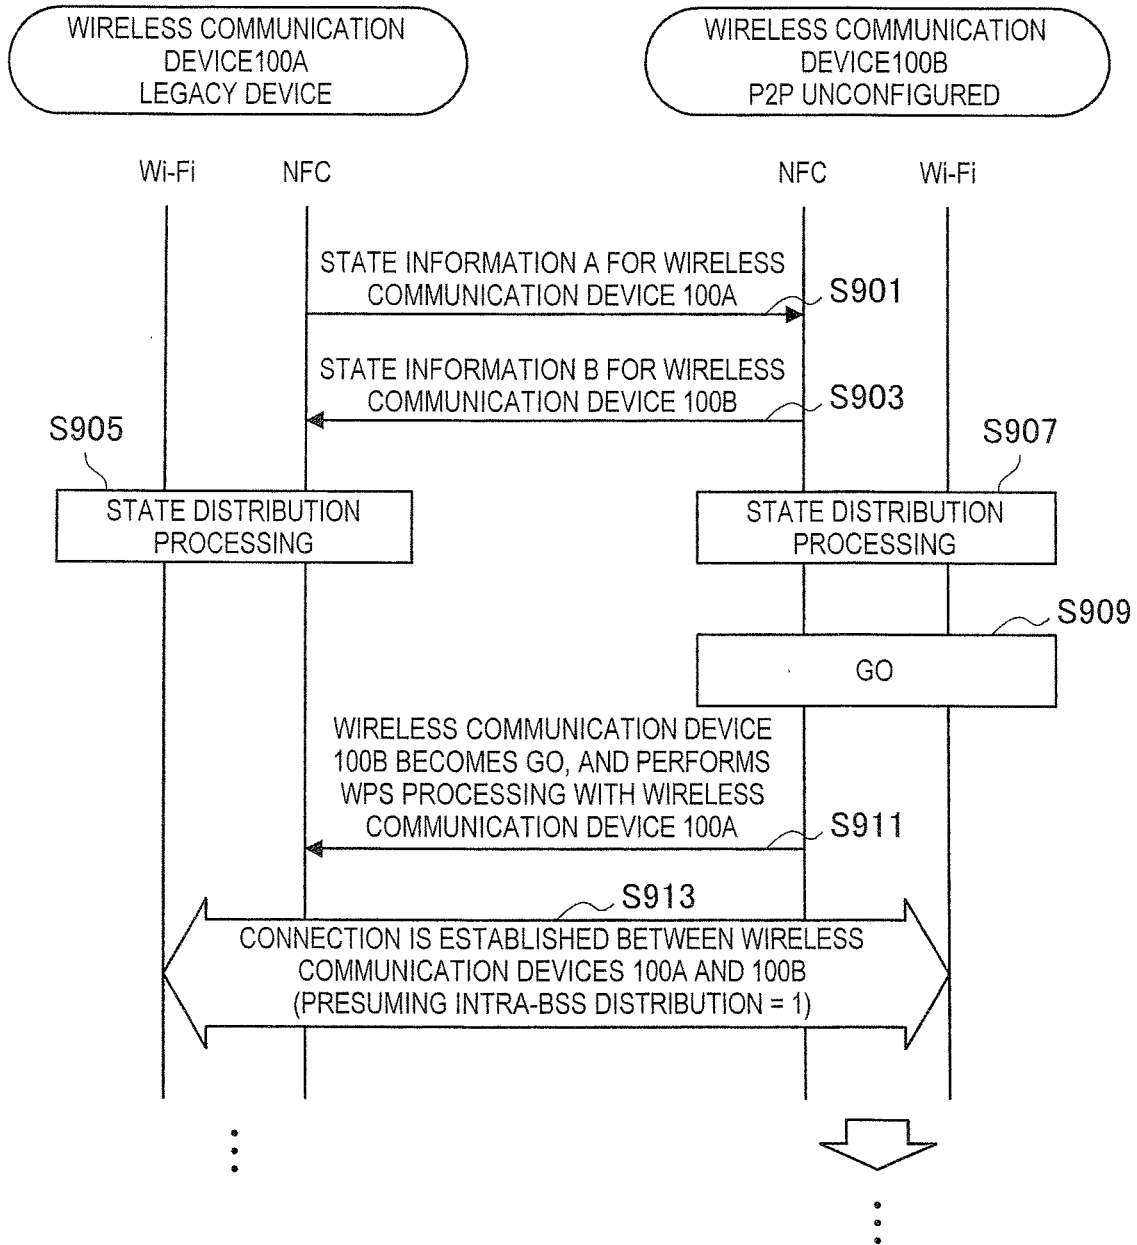 WIRELESS COMMUNICATION
DEVICE100A
LEGACY DEVICE
WIRELESS COMMUNICATION
DEVICE100B
P2P UNCONFIGURED
Wi-Fi
NFC
NFC
Wi-Fi
STATE INFORMATION A FOR WIRELESS
COMMUNICATION DEVICE 100A
S901
STATE INFORMATION B FOR WIRELESS
COMMUNICATION DEVICE 100B
S903
S905
STATE DISTRIBUTION
PROCESSING
S907
STATE DISTRIBUTION
PROCESSING
S909
GO
WIRELESS COMMUNICATION DEVICE
100B BECOMES GO, AND PERFORMS
WPS PROCESSING WITH WIRELESS
COMMUNICATION DEVICE 100A
S911
S913
CONNECTION IS ESTABLISHED BETWEEN WIRELESS
COMMUNICATION DEVICES 100A AND 100B
(PRESUMING INTRA-BSS DISTRIBUTION = 1)